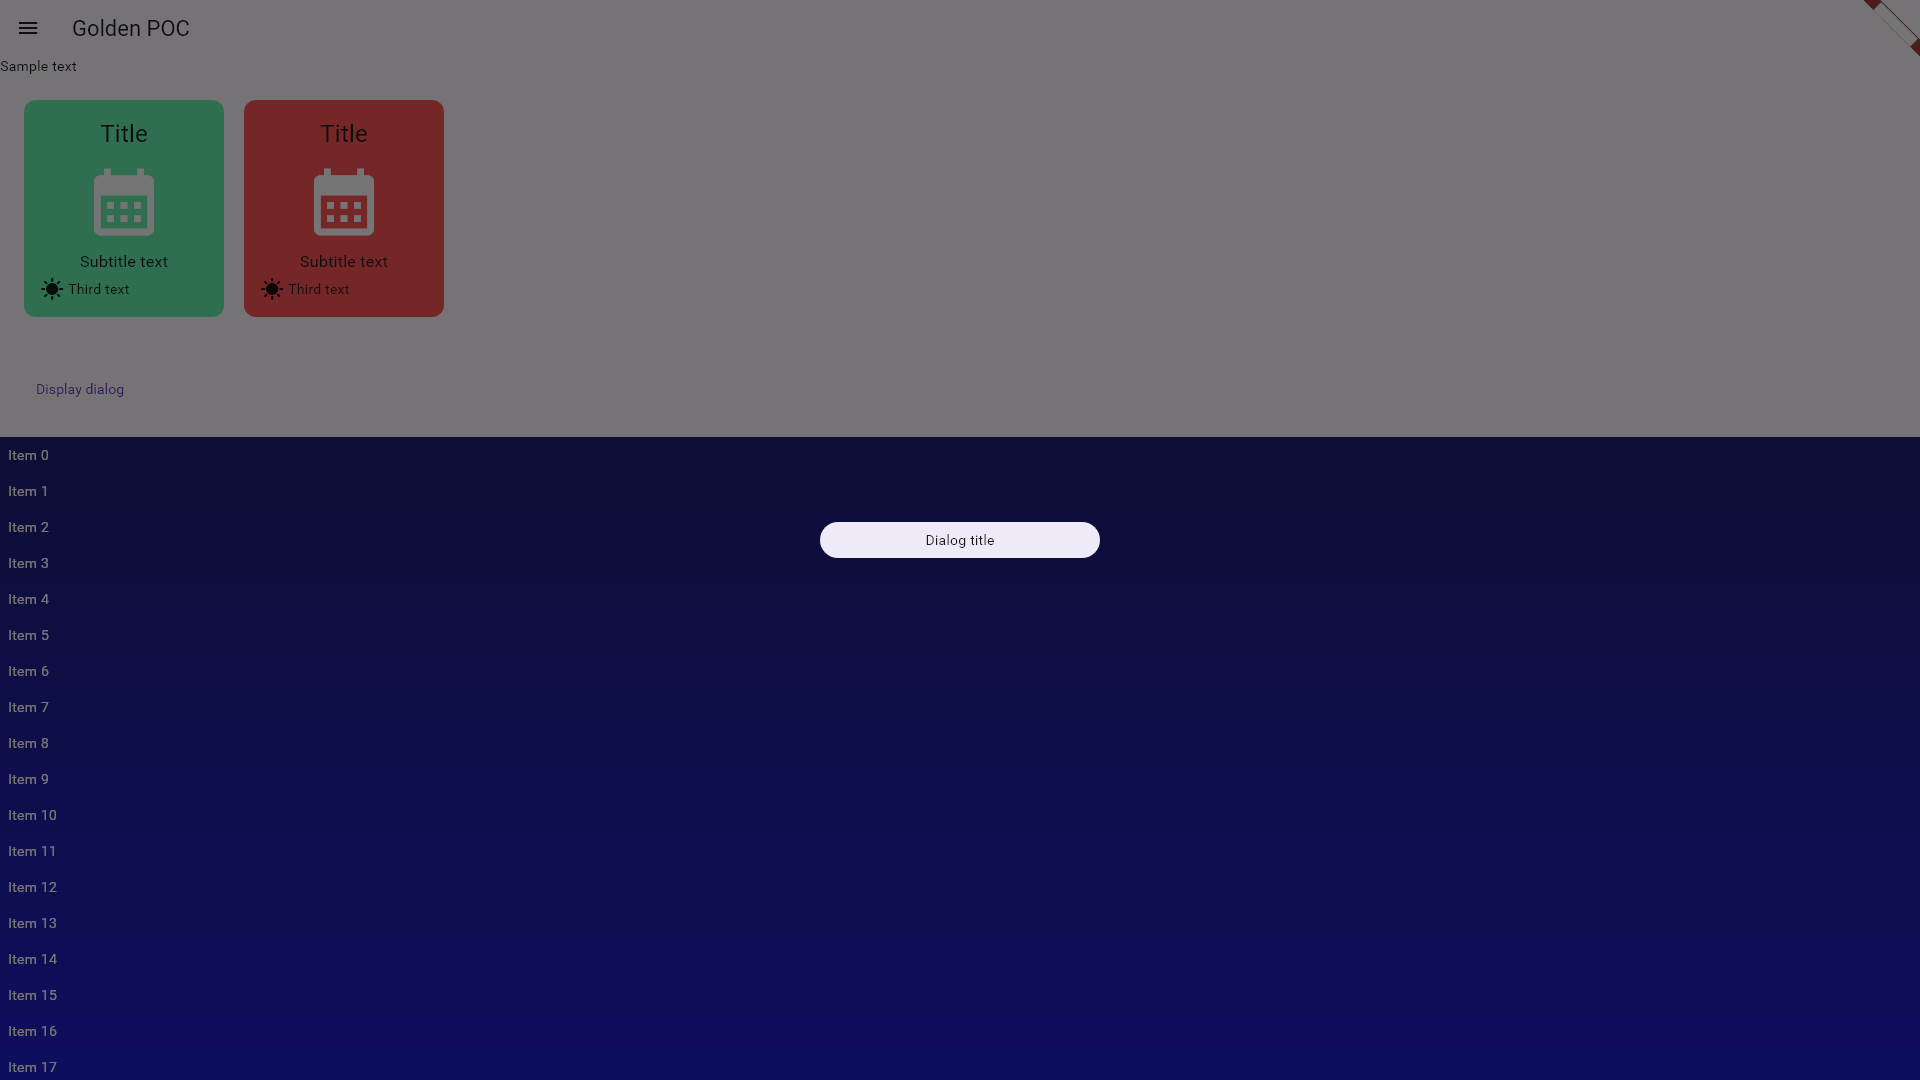 Golden POC
Sample text
Title
Subtitle text
Third text
Title
Subtitle text
Third text
Display dialog
Item 0
Item 1
Item 2
Dialog title
Item 3
Item 4
Item 5
Item 6
Item 7
Item 8
Item 9
Item 10
Item 11
Item 12
Item 13
Item 14
Item 15
Item 16
Item 17